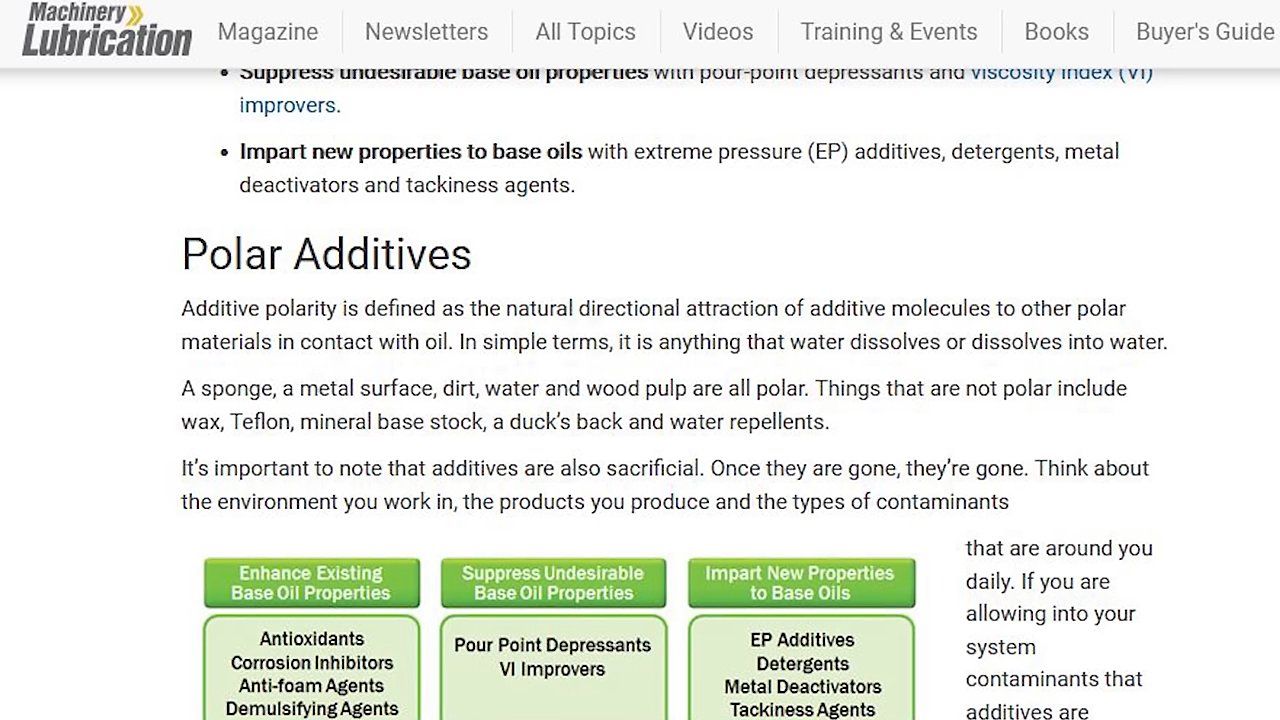 Machinery
Lubrication
Magazine
Newsletters
All Topics
Videos
Training & Events
Books
Buyer's Guide
• Suppress undesirable base oil properties with pour-point depressants and viscosity index (VI)
improvers.
• Impart new properties to base oils with extreme pressure (EP) additives, detergents, metal
deactivators and tackiness agents.
Polar Additives
Additive polarity is defined as the natural directional attraction of additive molecules to other polar
materials in contact with oil. In simple terms, it is anything that water dissolves or dissolves into water.
A sponge, a metal surface, dirt, water and wood pulp are all polar. Things that are not polar include
wax, Teflon, mineral base stock, a duck’s back and water repellents.
It’s important to note that additives are also sacrificial. Once they are gone, they’re gone. Think about
the environment you work in, the products you produce and the types of contaminants
that are around you
daily. If you are
allowing into your
system
contaminants that
additives are
Enhance Existing
Base Oil Properties
Antioxidants
Corrosion Inhibitors
Anti-foam Agents
Demulsifying Agents
Suppress Undesirable
Base Oil Properties
Pour Point Depressants
VI Improvers
Impart New Properties
to Base Oils
EP Additives
Detergents
Metal Deactivators
Tackiness Agents